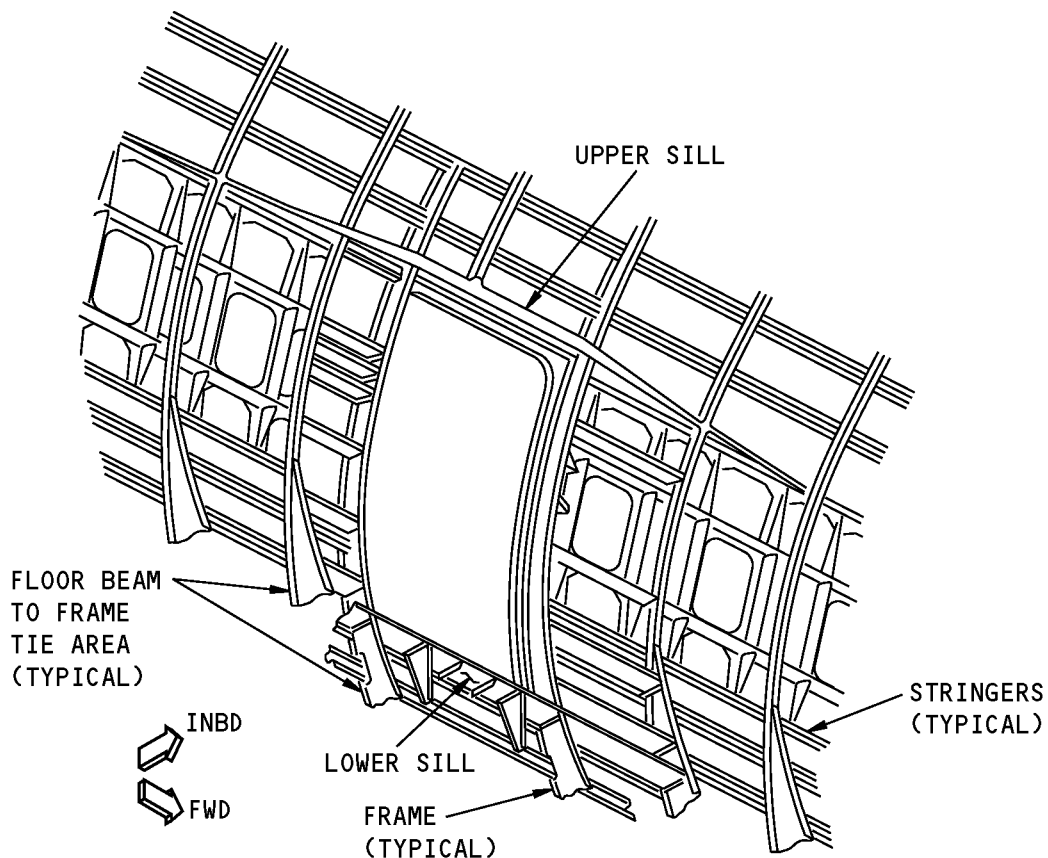 UPPER SILL
FLOOR BEAM
TO FRAME
TIE AREA
(TYPICAL)
STRINGERS
(TYPICAL)
INBD
LOWER SILL
FWD
FRAME
(TYPICAL)